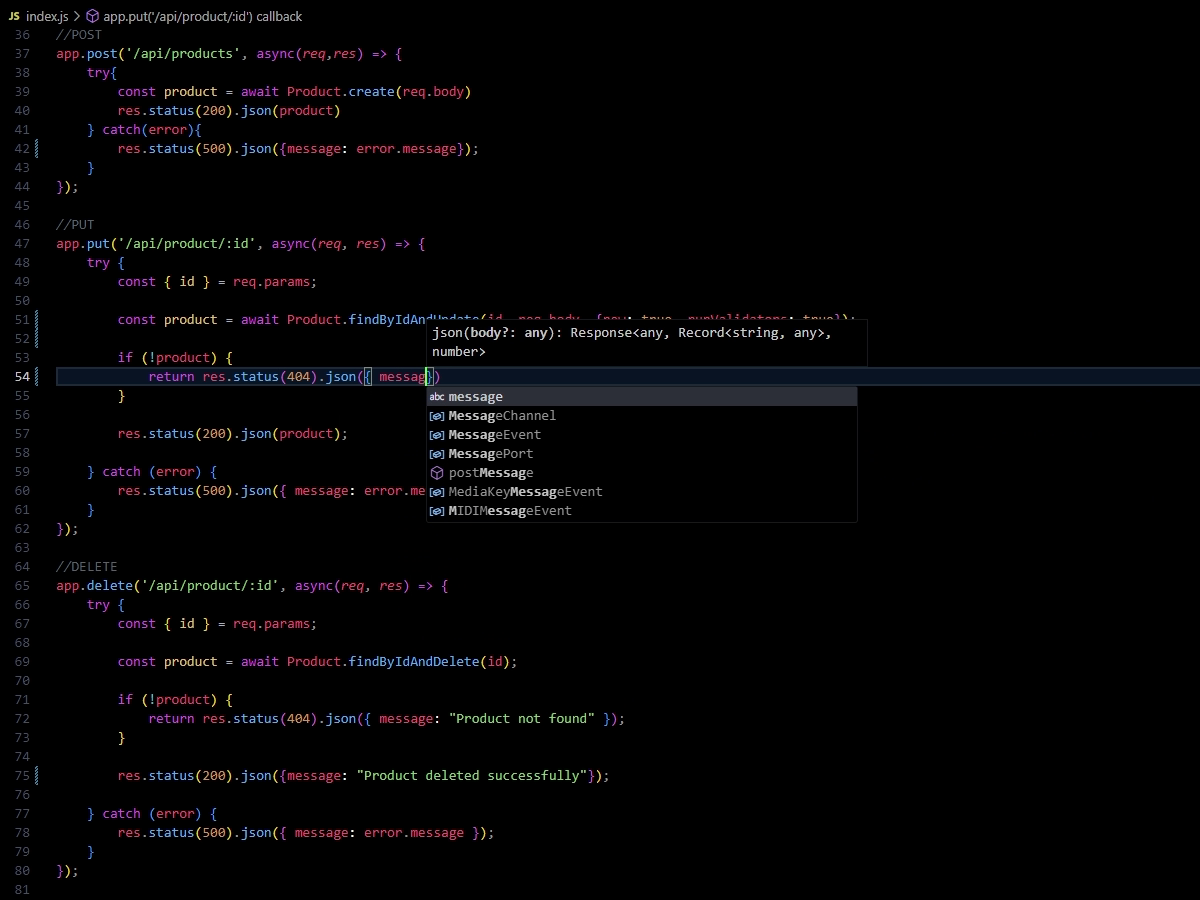 JS index.js > app.put('/api/product/:id') callback
36 //POST
37 app.post('/api/products', async(req,res) => {
38 try{
39 const product = await Product.create(req.body)
40 res.status(200).json(product)
41 } catch(error){
42 res.status(500).json({message: error.message});
43 }
44 });
45
46 //PUT
47 app.put('/api/product/:id', async(req, res) => {
48 try {
49 const { id } = req.params;
50
51 const product = await Product.findByIdAndUpdate(id, req.body, {new: true, runValidators: true});
json(body?: any): Response<any, Record<string, any>,
52
number>
53 if (!product) {
54 return res.status(404).json({ messag})
55 }
message
56
MessageChannel
57 res.status(200).json(product);
MessageEvent
58
MessagePort
59 } catch (error) {
postMessage
60 res.status(500).json({ message: error.me
MediaKeyMessageEvent
61 }
MIDIMessageEvent
62 });
63
64 //DELETE
65 app.delete('/api/product/:id', async(req, res) => {
66 try {
67 const { id } = req.params;
68
69 const product = await Product.findByIdAndDelete(id);
70
71 if (!product) {
72 return res.status(404).json({ message: "Product not found" });
73 }
74
75 res.status(200).json({message: "Product deleted successfully"});
76
77 } catch (error) {
78 res.status(500).json({ message: error.message });
79 }
80 });
81